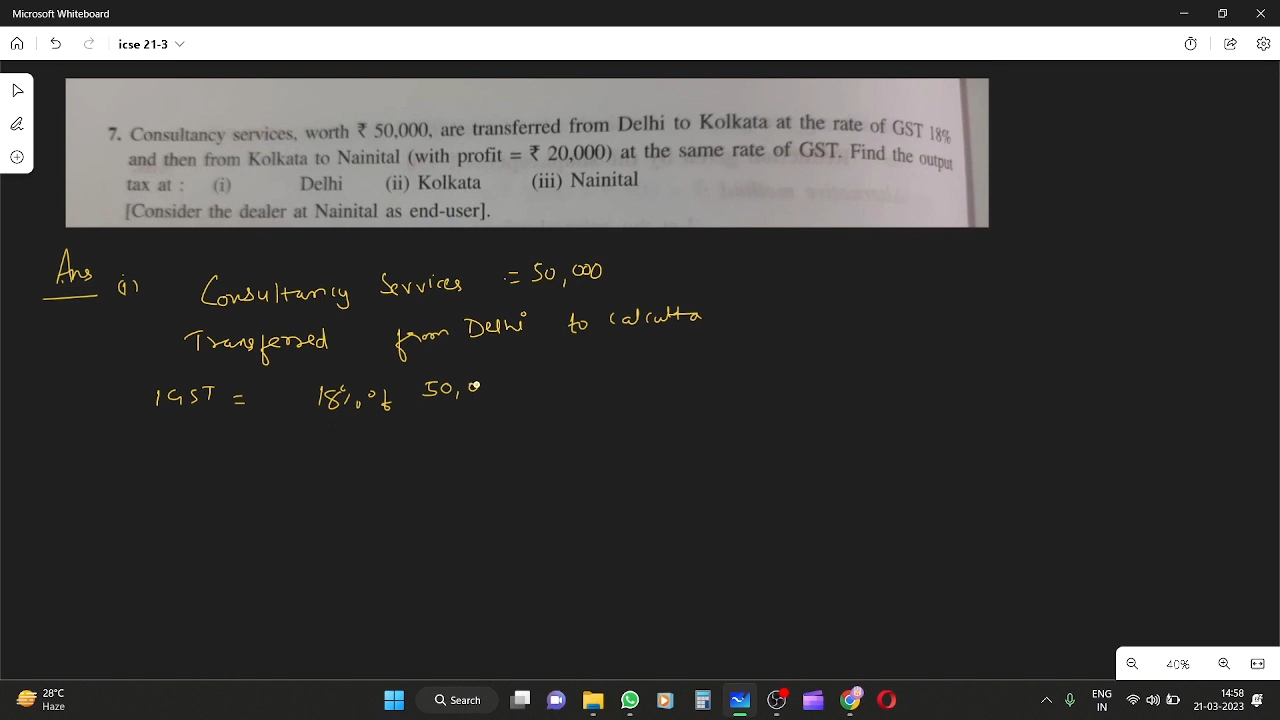 Microsoft Whiteboard
icse 21-3
7. Consultancy services, worth ₹ 50,000, are transferred from Delhi to Kolkata at the rate of GST 18%
and then from Kolkata to Nainital (with profit = ₹ 20,000) at the same rate of GST. Find the output
tax at : (i) Delhi (ii) Kolkata (iii) Nainital
[Consider the dealer at Nainital as end-user].
Ans (i) Consultancy Services = 50,000
Transferred from Delhi to Calcutta
IGST = 18% of 50,0
40%
28°C
Haze
Search
ENG
IN
14:58
21-03-2023